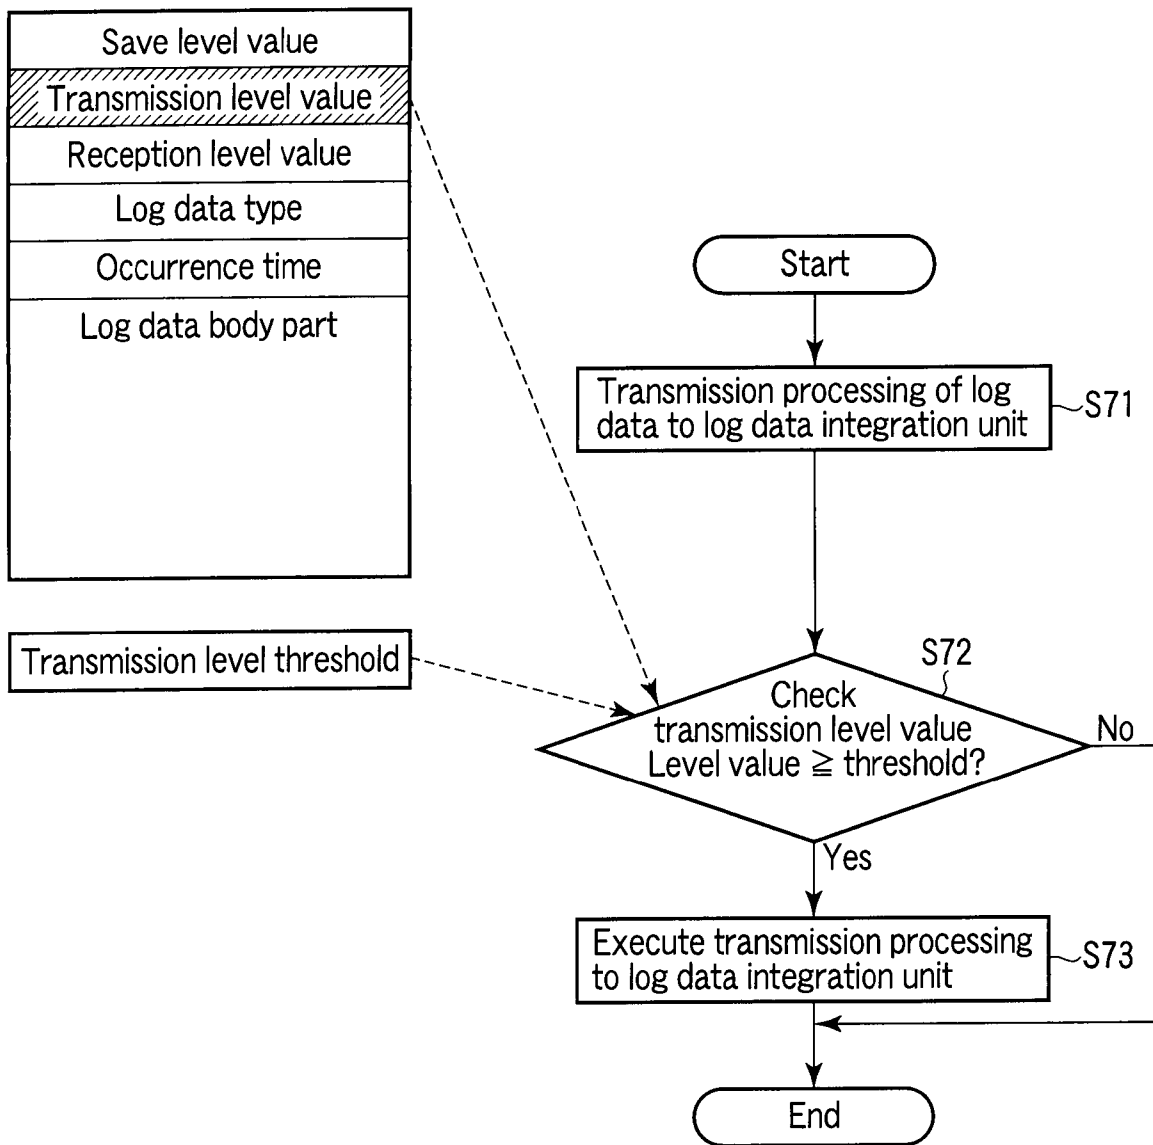 Save level value
Transmission level value
Reception level value
Log data type
Occurrence time
Log data body part
Transmission level threshold
Start
Transmission processing of log
data to log data integration unit
S71
S72
Check
transmission level value
Level value ≧ threshold?
No
Yes
Execute transmission processing
to log data integration unit
S73
End